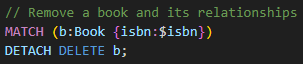 // Remove a book and its relationships
MATCH (b:Book {isbn:$isbn})
DETACH DELETE b;